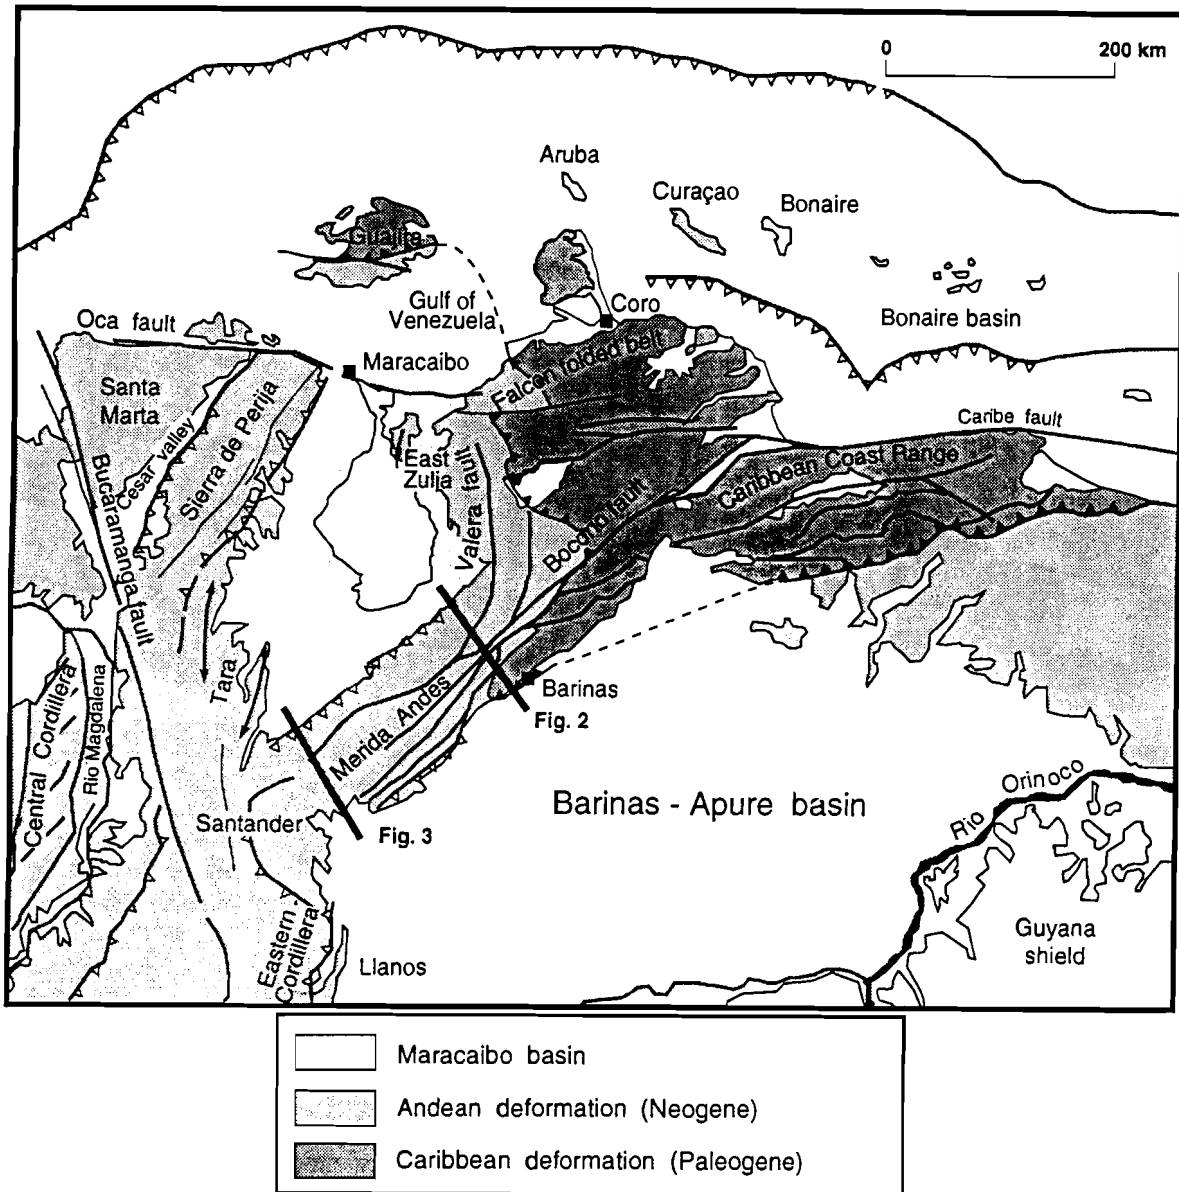 0
200 km
Aruba
Curaçao
Bonaire
Guajira
Gulf of
Venezuela
Coro
Bonaire basin
Oca fault
Maracaibo
Falcon folded belt
Santa
Marta
Cesar valley
Sierra de Perija
East
Zulia
Valera fault
Caribe fault
Caribbean Coast Range
Bucaramanga fault
Bocono fault
Tara
Merida Andes
Barinas
Fig. 2
Central Cordillera
Rio Magdalena
Santander
Fig. 3
Barinas - Apure basin
Rio Orinoco
Eastern
Cordillera
Llanos
Guyana
shield
Maracaibo basin
Andean deformation (Neogene)
Caribbean deformation (Paleogene)